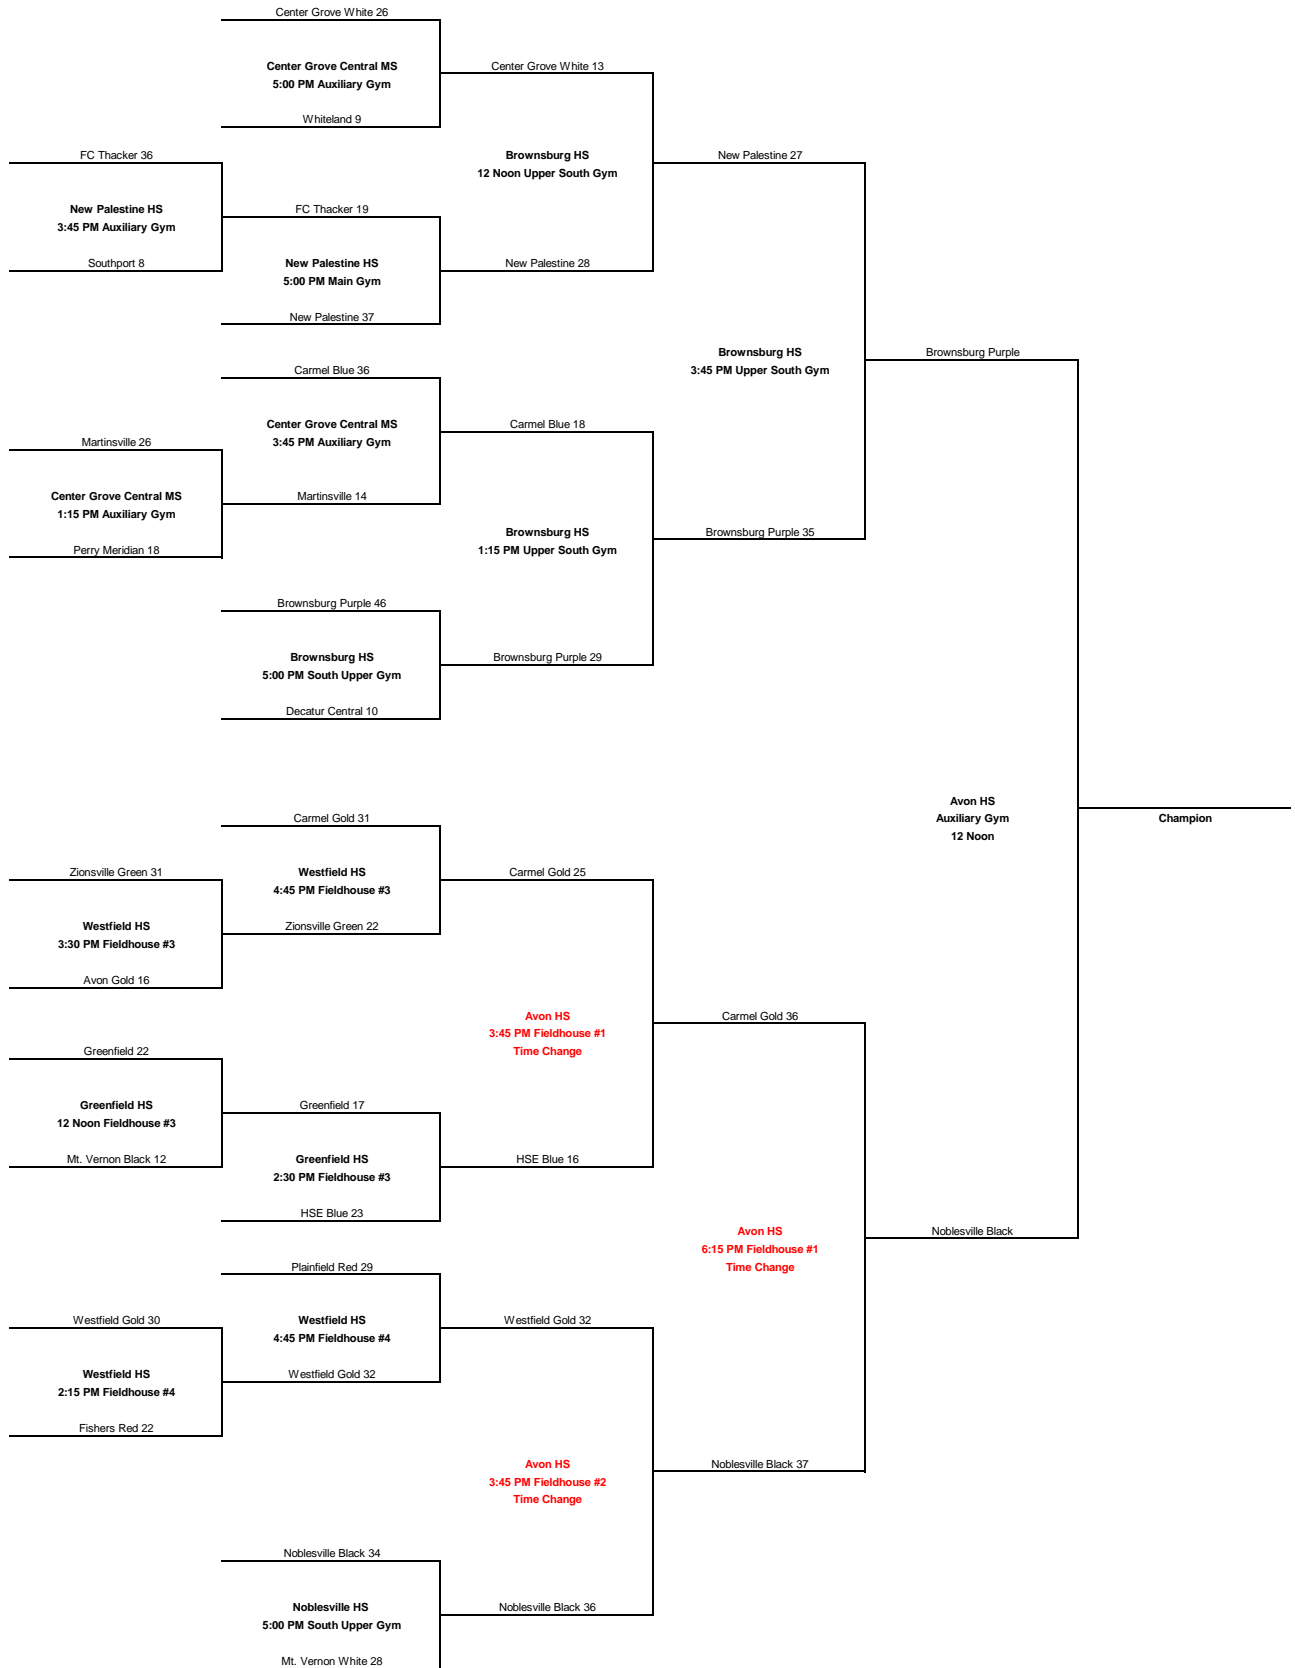 Center Grove White 26
Center Grove Central MS
5:00 PM Auxiliary Gym
Center Grove White 13
Whiteland 9
FC Thacker 36
Brownsburg HS
12 Noon Upper South Gym
New Palestine 27
New Palestine HS
3:45 PM Auxiliary Gym
FC Thacker 19
Southport 8
New Palestine HS
5:00 PM Main Gym
New Palestine 28
New Palestine 37
Brownsburg HS
3:45 PM Upper South Gym
Brownsburg Purple
Carmel Blue 36
Center Grove Central MS
3:45 PM Auxiliary Gym
Carmel Blue 18
Martinsville 26
Center Grove Central MS
1:15 PM Auxiliary Gym
Martinsville 14
Perry Meridian 18
Brownsburg HS
1:15 PM Upper South Gym
Brownsburg Purple 35
Brownsburg Purple 46
Brownsburg HS
5:00 PM South Upper Gym
Brownsburg Purple 29
Decatur Central 10
Avon HS
Auxiliary Gym
12 Noon
Champion
Carmel Gold 31
Zionsville Green 31
Westfield HS
4:45 PM Fieldhouse #3
Carmel Gold 25
Westfield HS
3:30 PM Fieldhouse #3
Zionsville Green 22
Avon Gold 16
Avon HS
3:45 PM Fieldhouse #1
Time Change
Carmel Gold 36
Greenfield 22
Greenfield HS
12 Noon Fieldhouse #3
Greenfield 17
Mt. Vernon Black 12
Greenfield HS
2:30 PM Fieldhouse #3
HSE Blue 16
HSE Blue 23
Avon HS
6:15 PM Fieldhouse #1
Time Change
Noblesville Black
Plainfield Red 29
Westfield Gold 30
Westfield HS
4:45 PM Fieldhouse #4
Westfield Gold 32
Westfield HS
2:15 PM Fieldhouse #4
Westfield Gold 32
Fishers Red 22
Avon HS
3:45 PM Fieldhouse #2
Time Change
Noblesville Black 37
Noblesville Black 34
Noblesville HS
5:00 PM South Upper Gym
Noblesville Black 36
Mt. Vernon White 28